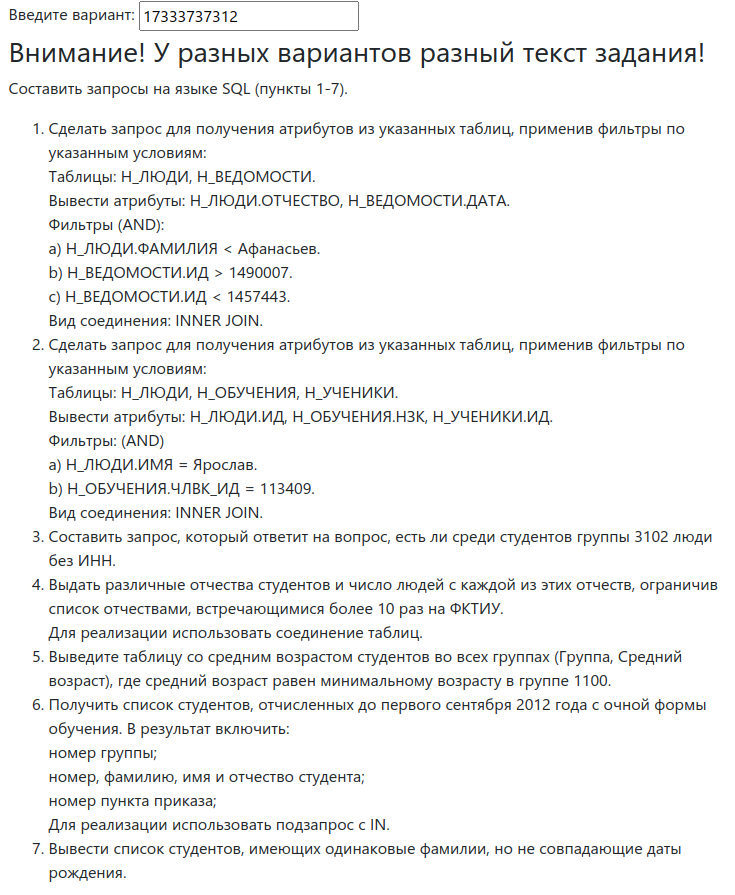 Введите вариант: 17333737312
Внимание! У разных вариантов разный текст задания!
Составить запросы на языке SQL (пункты 1-7).
1. Сделать запрос для получения атрибутов из указанных таблиц, применив фильтры по
указанным условиям:
Таблицы: Н_ЛЮДИ, Н_ВЕДОМОСТИ.
Вывести атрибуты: Н_ЛЮДИ.ОТЧЕСТВО, Н_ВЕДОМОСТИ.ДАТА.
Фильтры (AND):
a) Н_ЛЮДИ.ФАМИЛИЯ < Афанасьев.
b) Н_ВЕДОМОСТИ.ИД > 1490007.
c) Н_ВЕДОМОСТИ.ИД < 1457443.
Вид соединения: INNER JOIN.
2. Сделать запрос для получения атрибутов из указанных таблиц, применив фильтры по
указанным условиям:
Таблицы: Н_ЛЮДИ, Н_ОБУЧЕНИЯ, Н_УЧЕНИКИ.
Вывести атрибуты: Н_ЛЮДИ.ИД, Н_ОБУЧЕНИЯ.НЗК, Н_УЧЕНИКИ.ИД.
Фильтры: (AND)
a) Н_ЛЮДИ.ИМЯ = Ярослав.
b) Н_ОБУЧЕНИЯ.ЧЛВК_ИД = 113409.
Вид соединения: INNER JOIN.
3. Составить запрос, который ответит на вопрос, есть ли среди студентов группы 3102 люди
без ИНН.
4. Выдать различные отчества студентов и число людей с каждой из этих отчеств, ограничив
список отчествами, встречающимися более 10 раз на ФКТИУ.
Для реализации использовать соединение таблиц.
5. Выведите таблицу со средним возрастом студентов во всех группах (Группа, Средний
возраст), где средний возраст равен минимальному возрасту в группе 1100.
6. Получить список студентов, отчисленных до первого сентября 2012 года с очной формы
обучения. В результат включить:
номер группы;
номер, фамилию, имя и отчество студента;
номер пункта приказа;
Для реализации использовать подзапрос с IN.
7. Вывести список студентов, имеющих одинаковые фамилии, но не совпадающие даты
рождения.